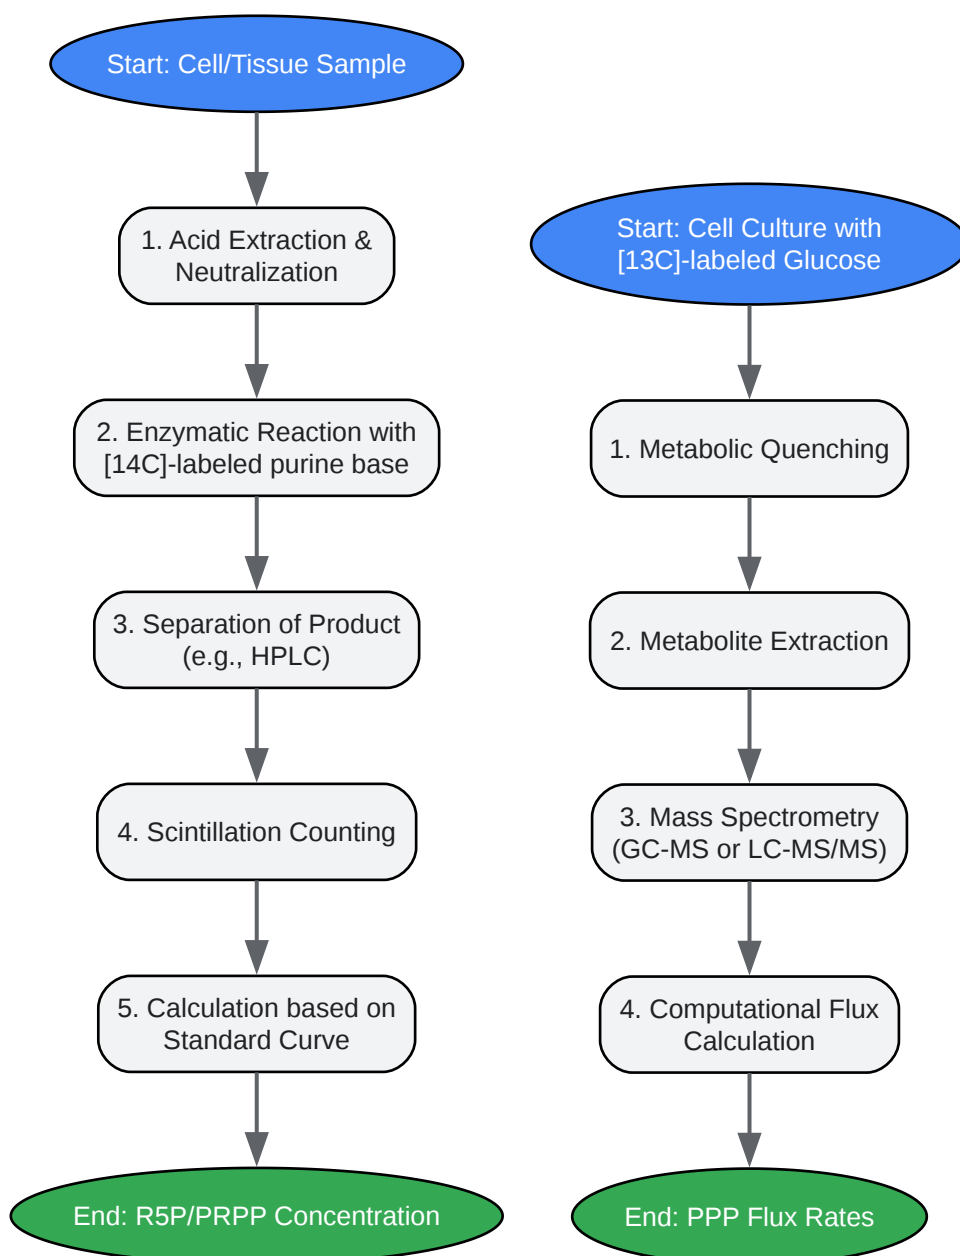 Start: Cell/Tissue Sample
1. Acid Extraction &
Neutralization
2. Enzymatic Reaction with
[14C]-labeled purine base
3. Separation of Product
(e.g., HPLC)
4. Scintillation Counting
5. Calculation based on
Standard Curve
End: R5P/PRPP Concentration
Start: Cell Culture with
[13C]-labeled Glucose
1. Metabolic Quenching
2. Metabolite Extraction
3. Mass Spectrometry
(GC-MS or LC-MS/MS)
4. Computational Flux
Calculation
End: PPP Flux Rates